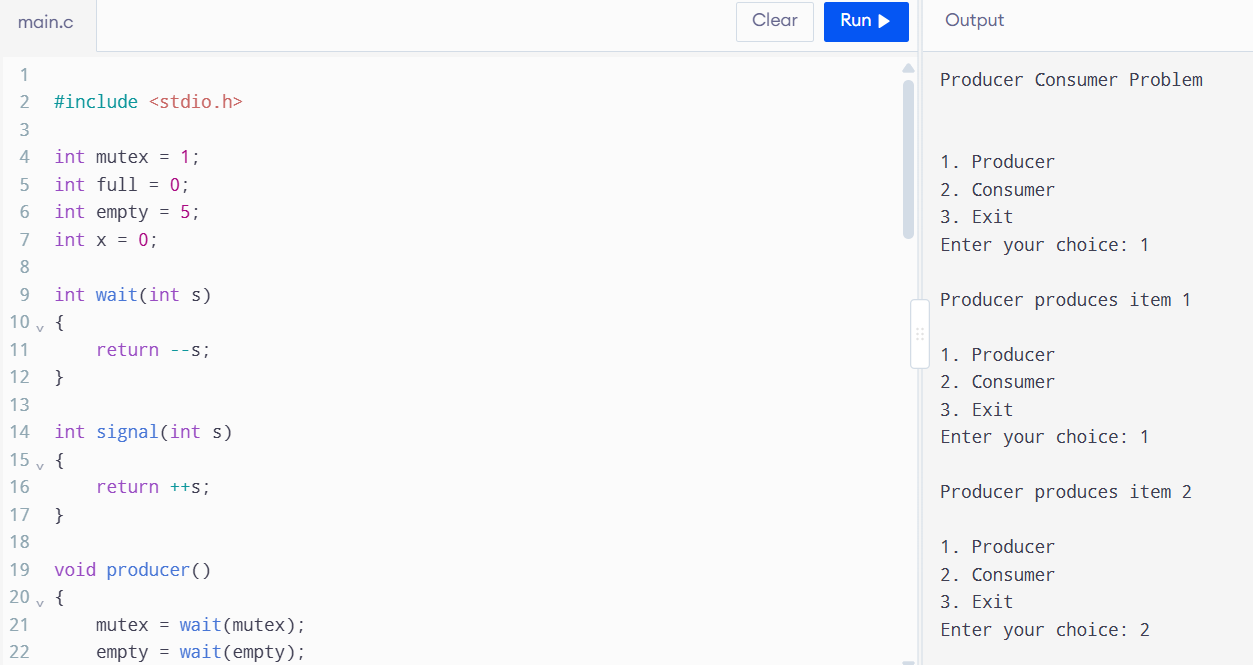 main.c
Clear
Run
Output
1
2 #include <stdio.h>
3
4 int mutex = 1;
5 int full = 0;
6 int empty = 5;
7 int x = 0;
8
9 int wait(int s)
10 {
11     return --s;
12 }
13
14 int signal(int s)
15 {
16     return ++s;
17 }
18
19 void producer()
20 {
21     mutex = wait(mutex);
22     empty = wait(empty);
Producer Consumer Problem
1. Producer
2. Consumer
3. Exit
Enter your choice: 1
Producer produces item 1
1. Producer
2. Consumer
3. Exit
Enter your choice: 1
Producer produces item 2
1. Producer
2. Consumer
3. Exit
Enter your choice: 2